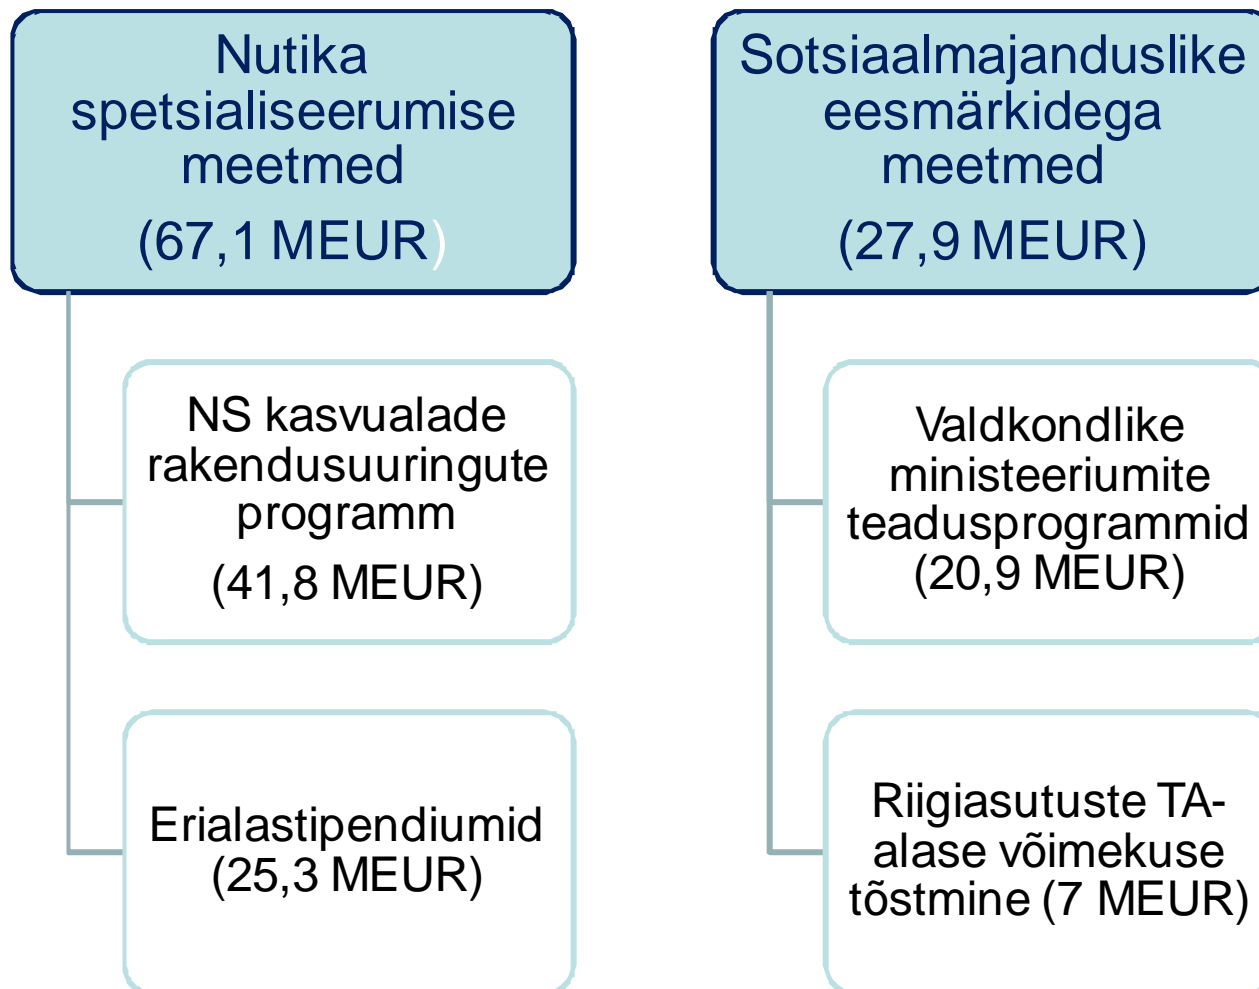 Nutika
spetsialiseerumise
meetmed
(67,1 MEUR)
NS kasvualade
rakendusuuringute
programm
(41,8 MEUR)
Erialastipendiumid
(25,3 MEUR)
Sotsiaalmajanduslike
eesmärkidega
meetmed
(27,9 MEUR)
Valdkondlike
ministeeriumite
teadusprogrammid
(20,9 MEUR)
Riigiasutuste TA-
alase võimekuse
tõstmine (7 MEUR)